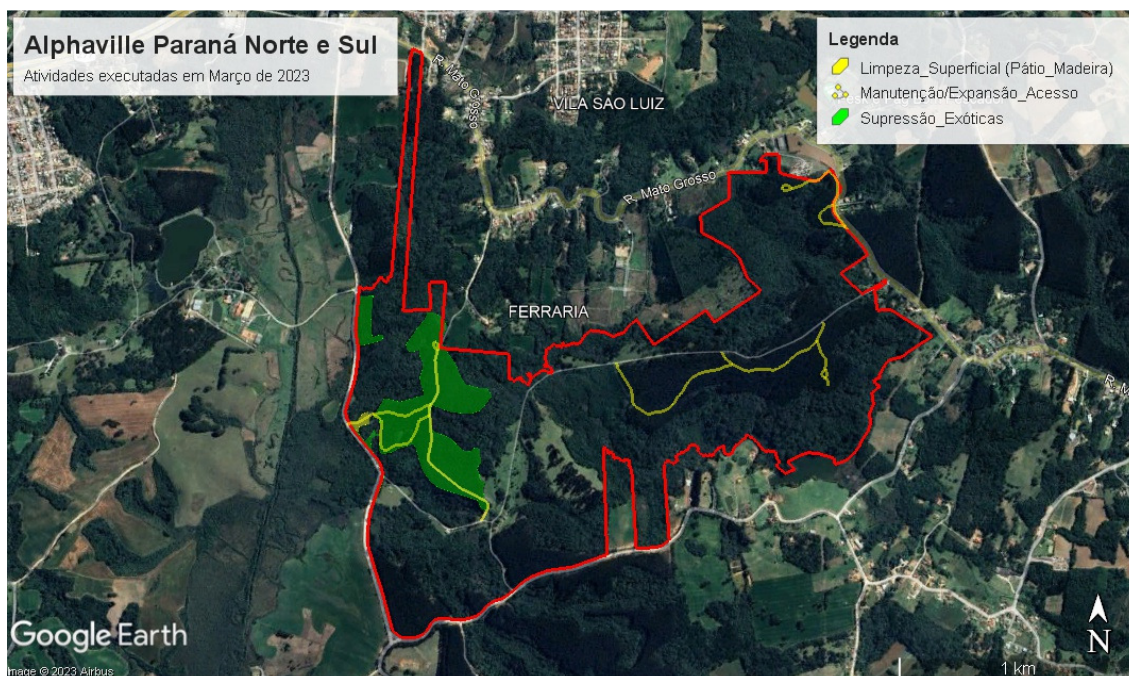 Alphaville Paraná Norte e Sul
Atividades executadas em Março de 2023
Legenda
Limpeza_Superficial (Pátio_Madeira)
Manutenção/Expansão_Acesso
Supressão_Exóticas
R. Mato Grosso
VILA SAO LUIZ
R. Mato Grosso
FERRARIA
Google Earth
Image © 2023 Airbus
N
1 km